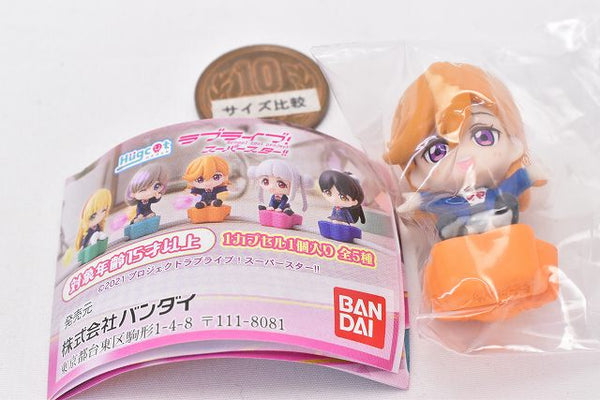 10
サイズ比較
Hugcot
ラブライブ!
スーパースター!!
対象年齢15才以上
1カプセル1個入り 全5種
©2021 プロジェクトラブライブ!スーパースター!!
発売元
株式会社バンダイ
東京都台東区駒形1-4-8 〒111-8081
BAN
DAI